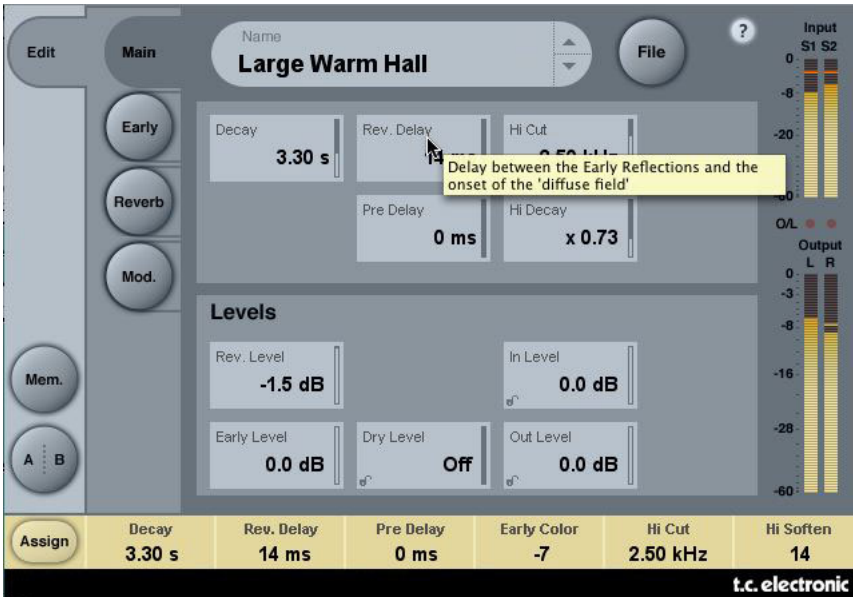 Edit
Main
Name
Large Warm Hall
File
?
Input
S1 S2
0
-8
-20
-60
Early
Reverb
Mod.
Decay
3.30 s
Rev. Delay
14 ms
Hi Cut
2.50 kHz
Delay between the Early Reflections and the
onset of the 'diffuse field'
Pre Delay
0 ms
Hi Decay
x 0.73
O/L
Output
L R
0
-3
-8
-16
-28
-60
Levels
Rev. Level
-1.5 dB
In Level
0.0 dB
Early Level
0.0 dB
Dry Level
Off
Out Level
0.0 dB
Mem.
A B
Assign
Decay
3.30 s
Rev. Delay
14 ms
Pre Delay
0 ms
Early Color
-7
Hi Cut
2.50 kHz
Hi Soften
14
t.c. electronic